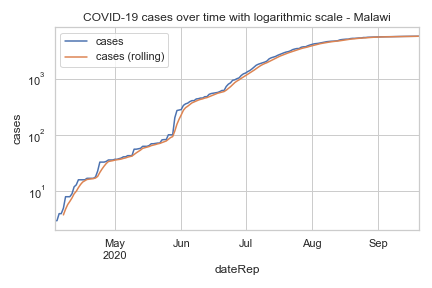 COVID-19 cases over time with logarithmic scale - Malawi
cases
cases (rolling)
10³
10²
10¹
cases
May
2020
Jun
Jul
Aug
Sep
dateRep